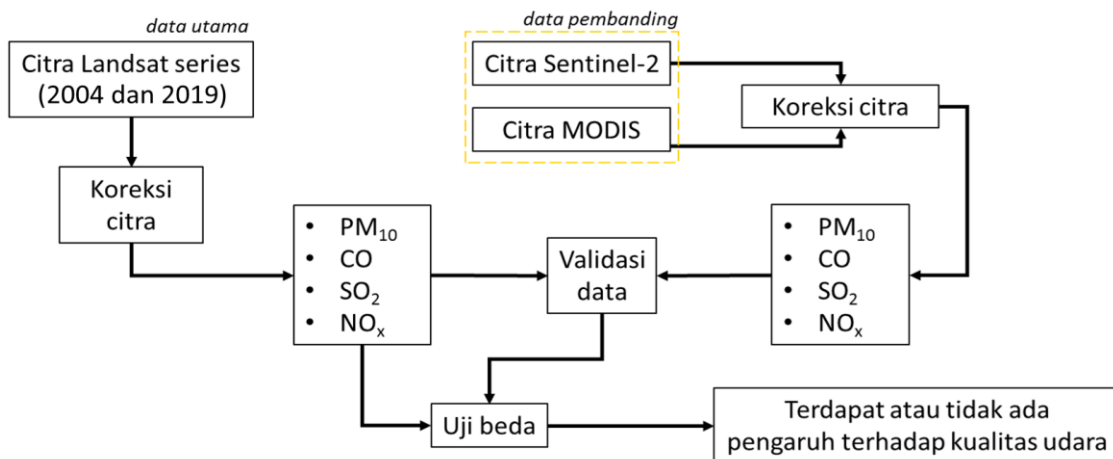 data utama
Citra Landsat series
(2004 dan 2019)
data pembanding
Citra Sentinel-2
Citra MODIS
Koreksi citra
Koreksi
citra
• PM₁₀
• CO
• SO₂
• NOₓ
Validasi
data
• PM₁₀
• CO
• SO₂
• NOₓ
Uji beda
Terdapat atau tidak ada
pengaruh terhadap kualitas udara